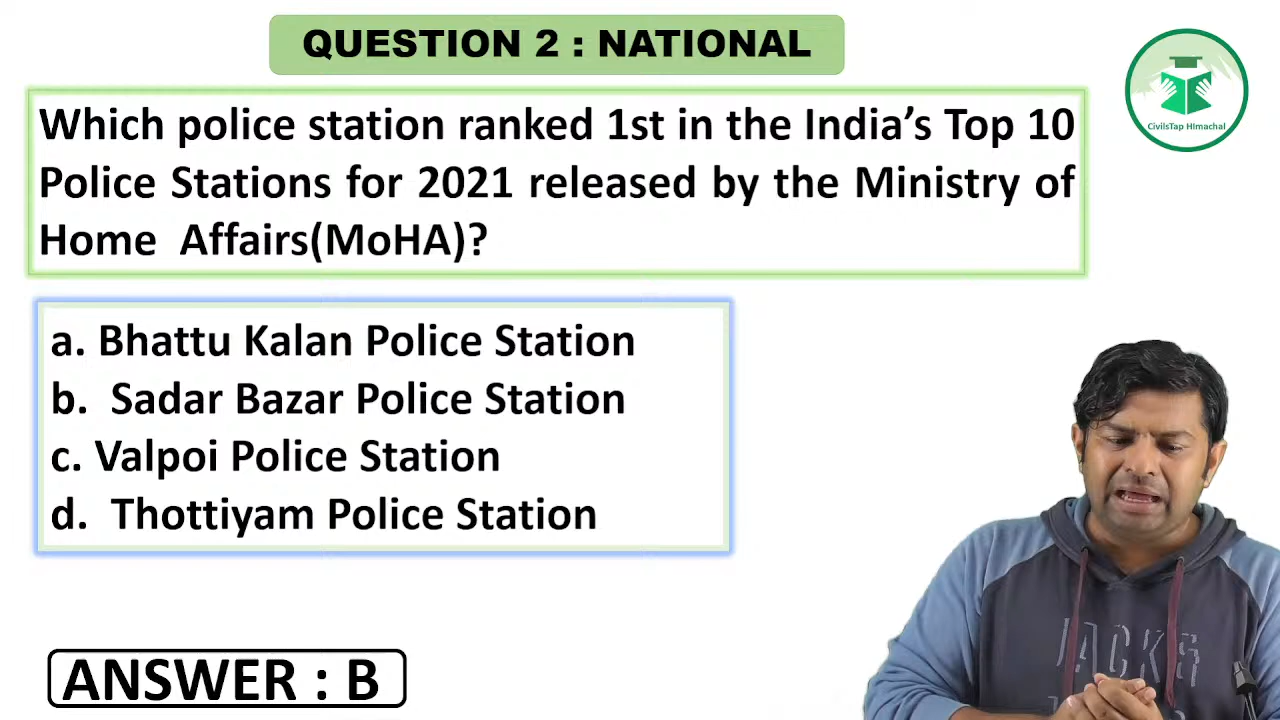 QUESTION 2 : NATIONAL
CivilsTap HImachal
Which police station ranked 1st in the India’s Top 10
Police Stations for 2021 released by the Ministry of
Home Affairs(MoHA)?
a. Bhattu Kalan Police Station
b. Sadar Bazar Police Station
c. Valpoi Police Station
d. Thottiyam Police Station
ANSWER : B
JACKS